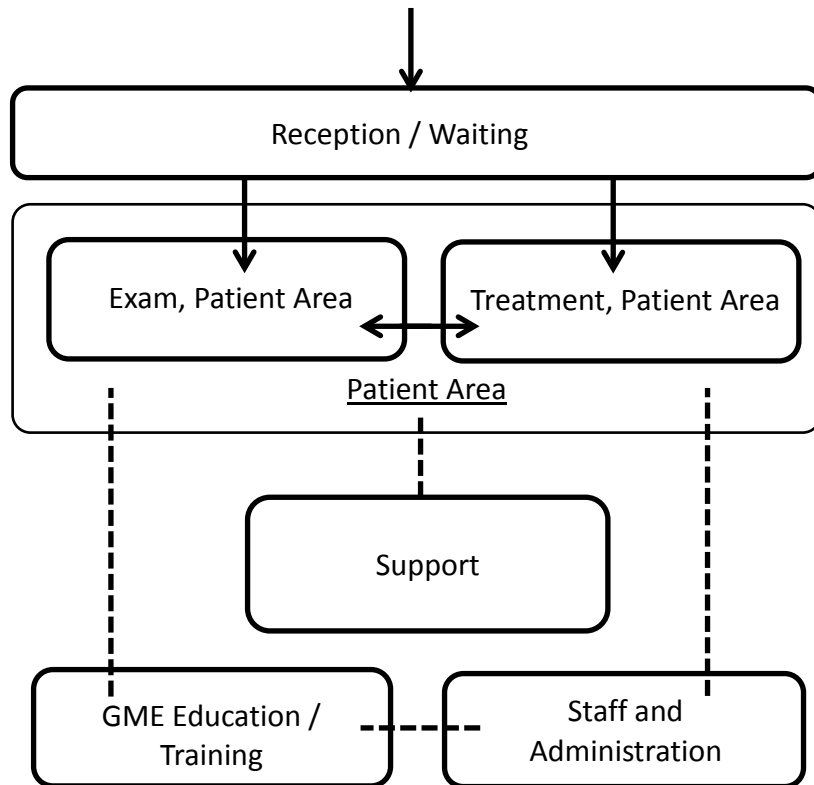 Reception / Waiting
Exam, Patient Area
Treatment, Patient Area
Patient Area
Support
GME Education /
Training
Staff and
Administration